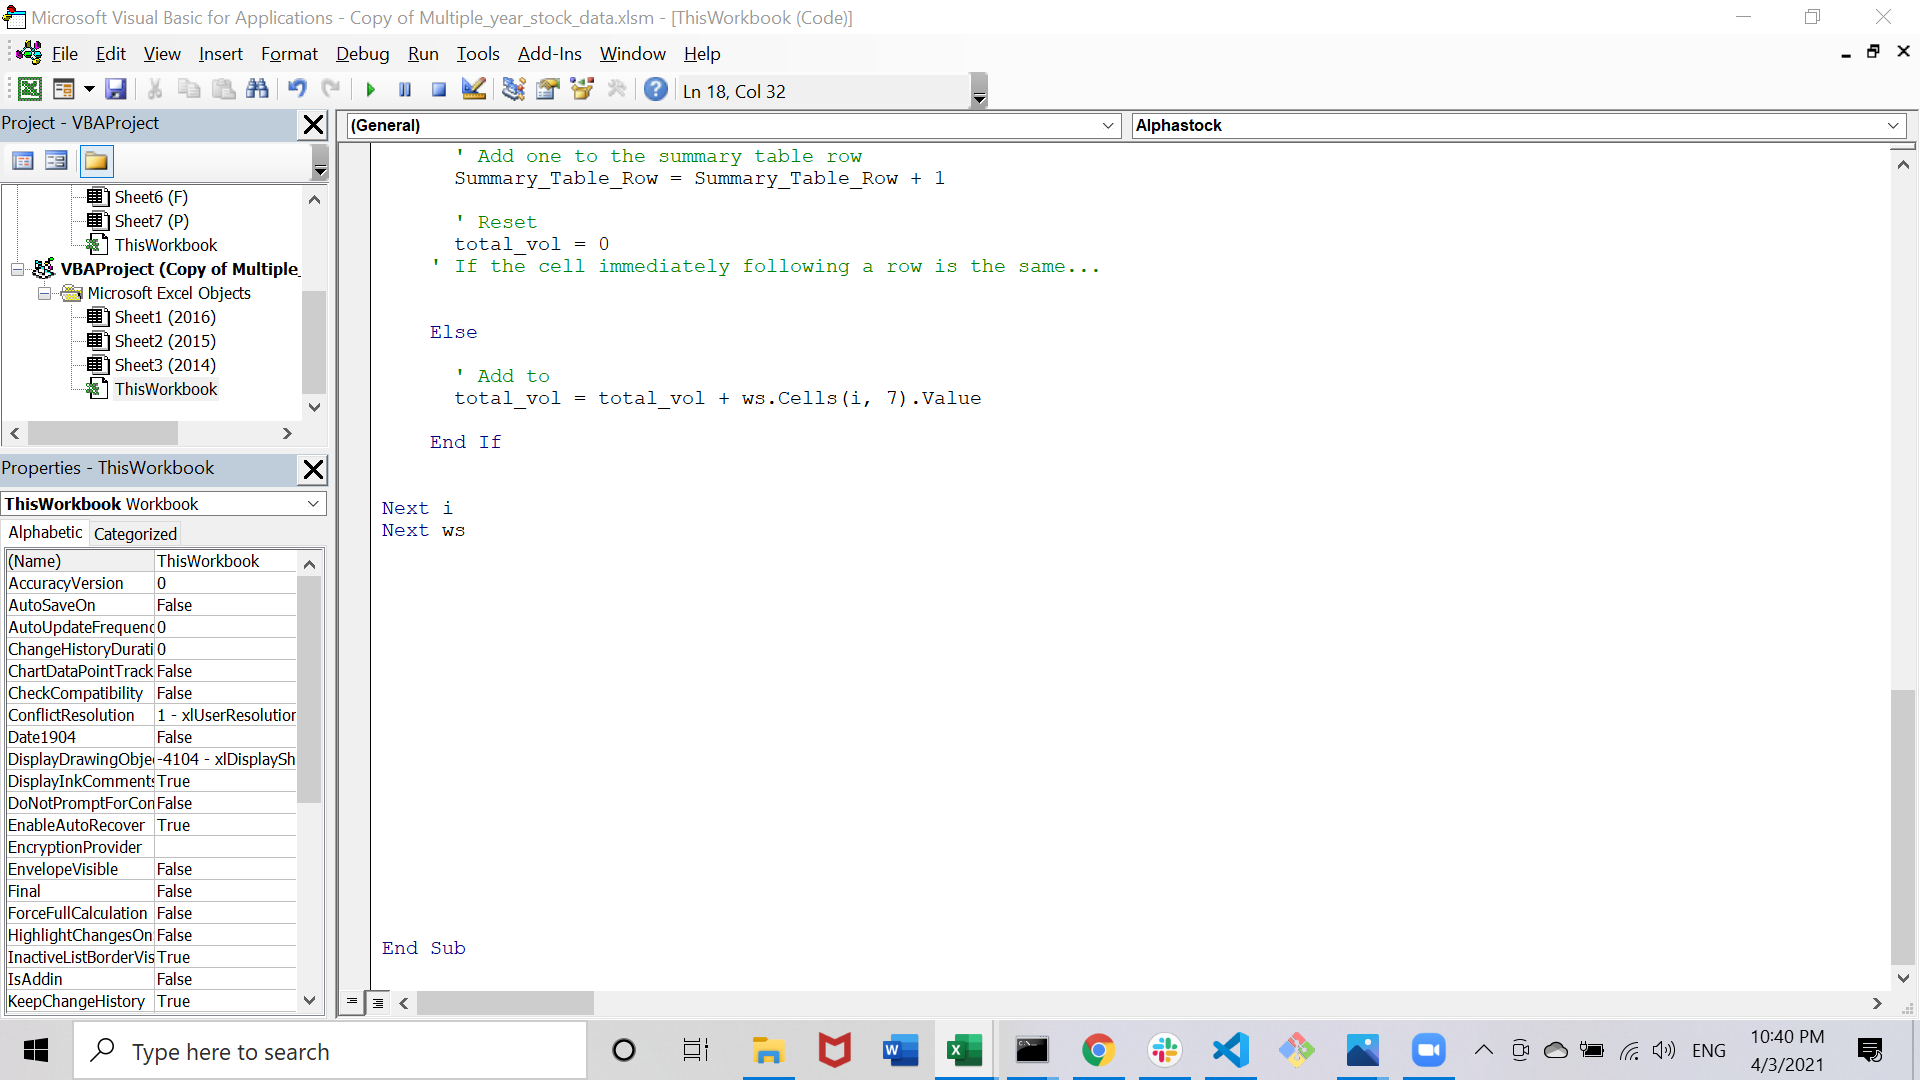 Microsoft Visual Basic for Applications - Copy of Multiple_year_stock_data.xlsm - [ThisWorkbook (Code)]
File Edit View Insert Format Debug Run Tools Add-Ins Window Help
Ln 18, Col 32
Project - VBAProject
Sheet6 (F)
Sheet7 (P)
ThisWorkbook
VBAProject (Copy of Multiple_
Microsoft Excel Objects
Sheet1 (2016)
Sheet2 (2015)
Sheet3 (2014)
ThisWorkbook
Properties - ThisWorkbook
ThisWorkbook Workbook
Alphabetic Categorized
(Name) ThisWorkbook
AccuracyVersion 0
AutoSaveOn False
AutoUpdateFrequenc 0
ChangeHistoryDurati 0
ChartDataPointTrack False
CheckCompatibility False
ConflictResolution 1 - xlUserResolution
Date1904 False
DisplayDrawingObje -4104 - xlDisplaySh
DisplayInkComments True
DoNotPromptForCon False
EnableAutoRecover True
EncryptionProvider
EnvelopeVisible False
Final False
ForceFullCalculation False
HighlightChangesOn False
InactiveListBorderVis True
IsAddin False
KeepChangeHistory True
(General) Alphastock
' Add one to the summary table row
Summary_Table_Row = Summary_Table_Row + 1
' Reset
total_vol = 0
' If the cell immediately following a row is the same...
Else
' Add to
total_vol = total_vol + ws.Cells(i, 7).Value
End If
Next i
Next ws
End Sub
Type here to search
ENG
10:40 PM
4/3/2021